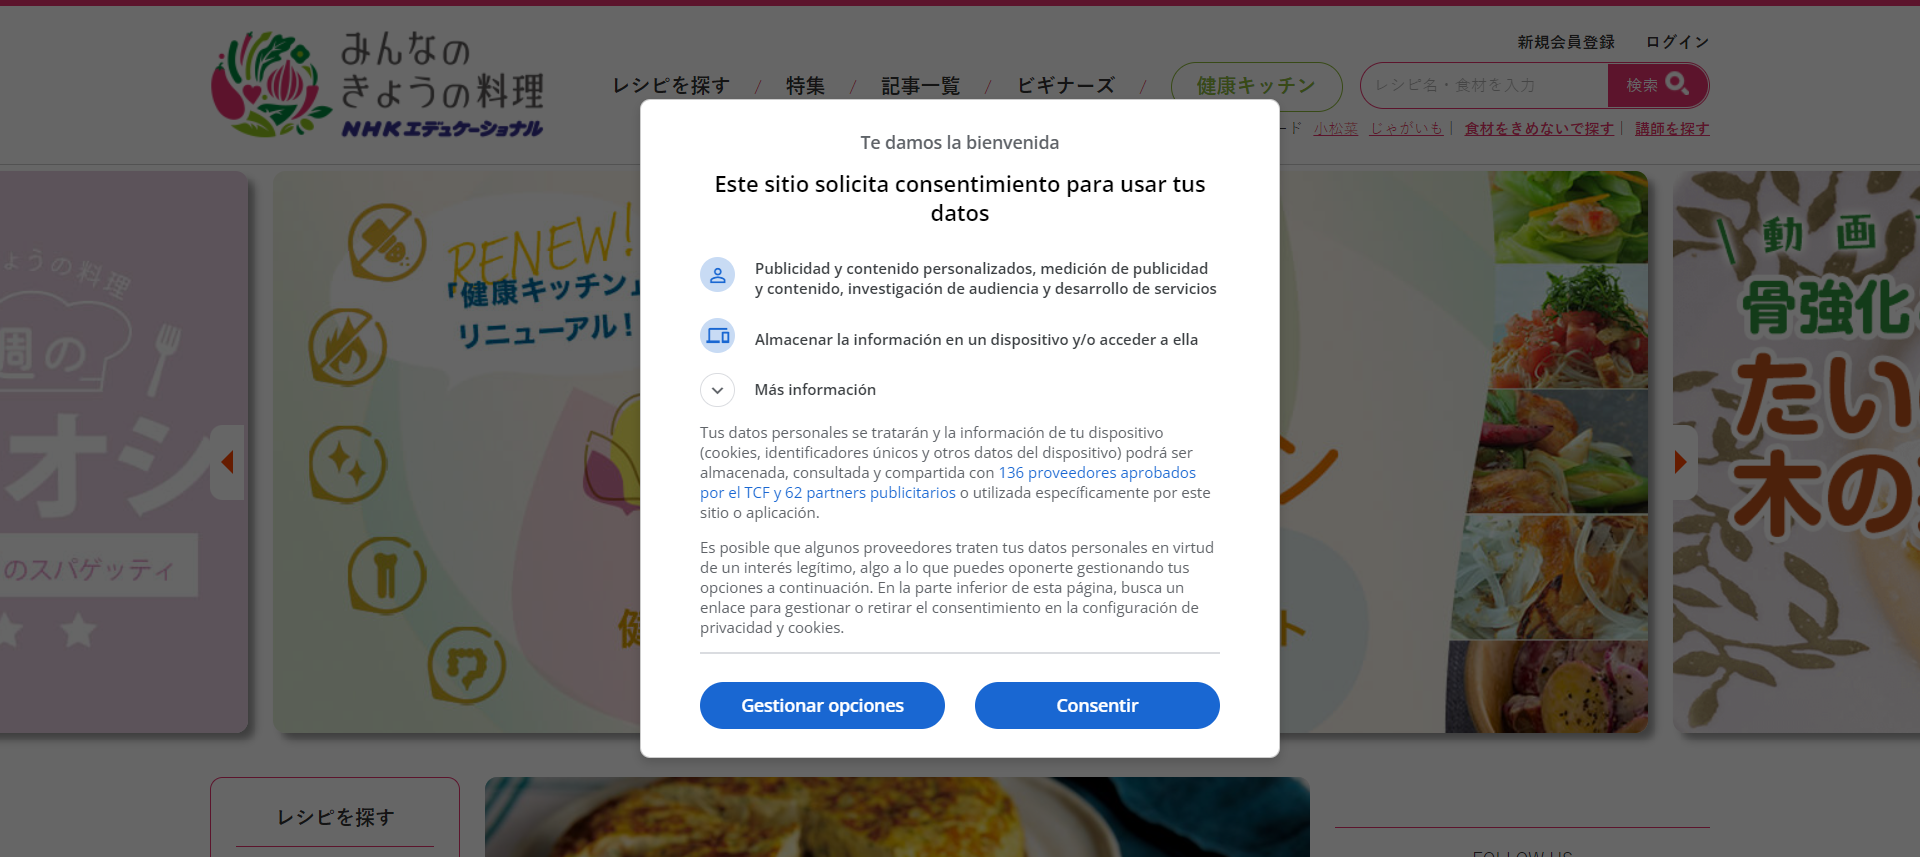 みんなの
きょうの料理
NHKエデュケーショナル
新規会員登録
ログイン
レシピを探す / 特集 / 記事一覧 / ビギナーズ /
健康キッチン
レシピ名・食材を入力
検索
ード 小松菜 じゃがいも | 食材をきめないで探す | 講師を探す
Te damos la bienvenida
Este sitio solicita consentimiento para usar tus
datos
Publicidad y contenido personalizados, medición de publicidad
y contenido, investigación de audiencia y desarrollo de servicios
Almacenar la información en un dispositivo y/o acceder a ella
Más información
Tus datos personales se tratarán y la información de tu dispositivo
(cookies, identificadores únicos y otros datos del dispositivo) podrá ser
almacenada, consultada y compartida con 136 proveedores aprobados
por el TCF y 62 partners publicitarios o utilizada específicamente por este
sitio o aplicación.
Es posible que algunos proveedores traten tus datos personales en virtud
de un interés legítimo, algo a lo que puedes oponerte gestionando tus
opciones a continuación. En la parte inferior de esta página, busca un
enlace para gestionar o retirar el consentimiento en la configuración de
privacidad y cookies.
Gestionar opciones
Consentir
ょうの料理
週の
オシ
のスパゲッティ
RENEW!
「健康キッチン
リニューアル!
健
ン
ト
動画
骨強化
たい
木の
レシピを探す
FOLLOW US